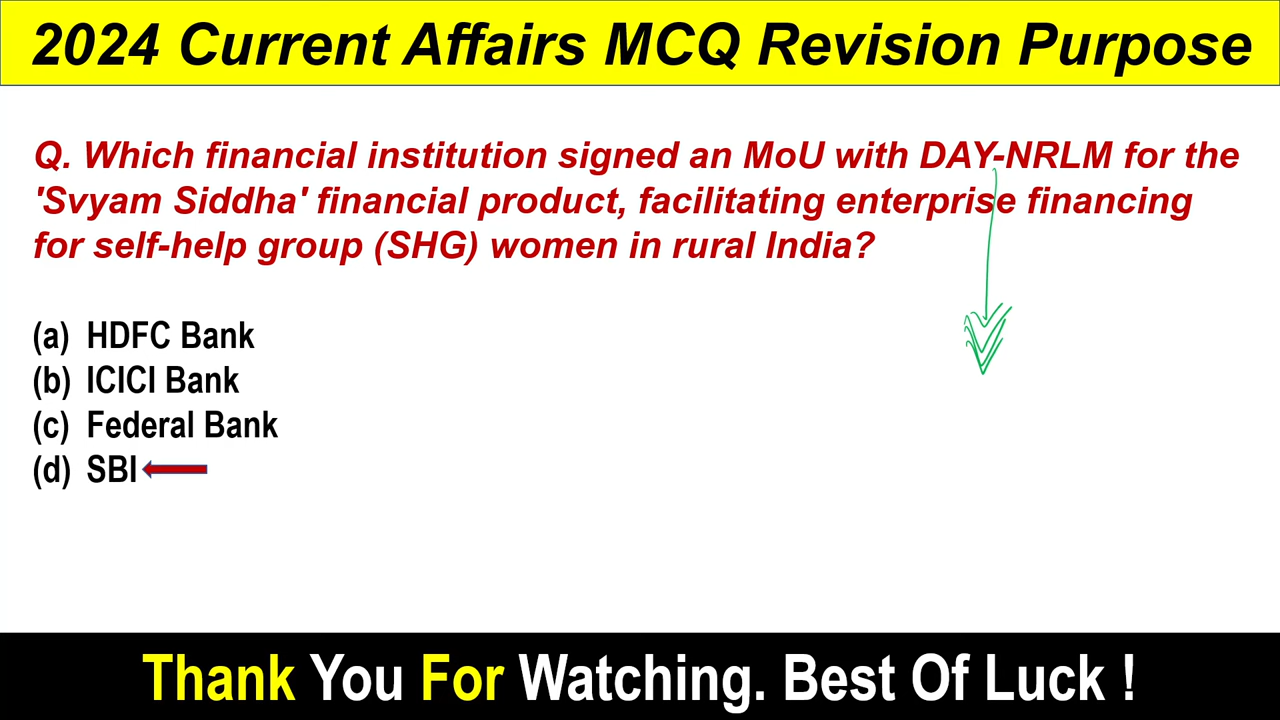 2024 Current Affairs MCQ Revision Purpose
Q. Which financial institution signed an MoU with DAY-NRLM for the
'Svyam Siddha' financial product, facilitating enterprise financing
for self-help group (SHG) women in rural India?
(a) HDFC Bank
(b) ICICI Bank
(c) Federal Bank
(d) SBI
Thank You For Watching. Best Of Luck !